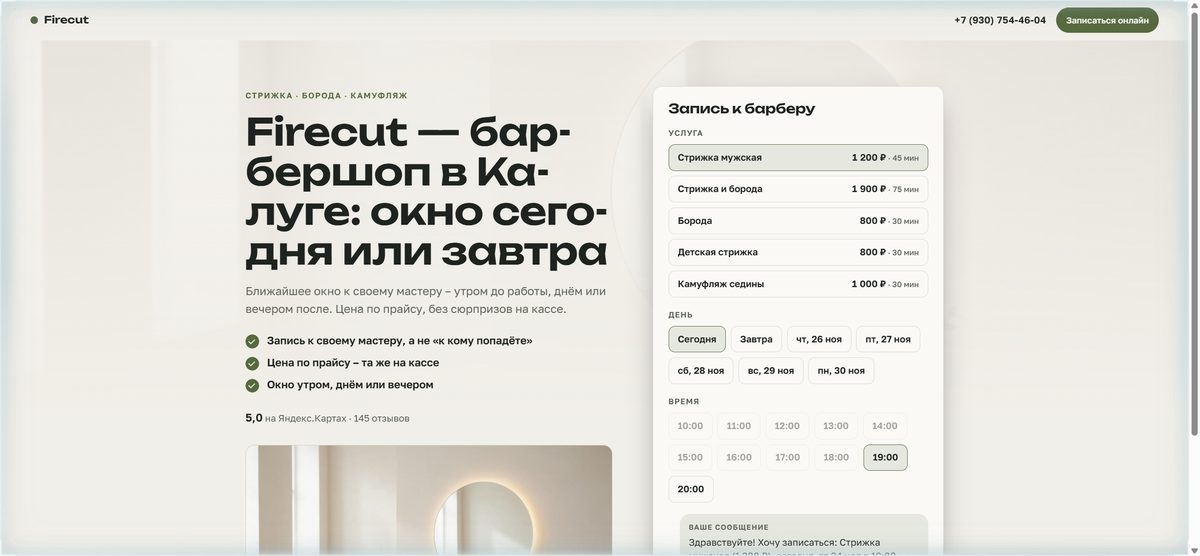 Firecut
+7 (930) 754-46-04
Записаться онлайн
СТРИЖКА · БОРОДА · КАМУФЛЯЖ
Firecut — бар-
бершоп в Ка-
луге: окно сего-
дня или завтра
Ближайшее окно к своему мастеру – утром до работы, днём или
вечером после. Цена по прайсу, без сюрпризов на кассе.
Запись к своему мастеру, а не «к кому попадёте»
Цена по прайсу – та же на кассе
Окно утром, днём или вечером
5,0 на Яндекс.Картах · 145 отзывов
Запись к барберу
УСЛУГА
Стрижка мужская 1 200 ₽ · 45 мин
Стрижка и борода 1 900 ₽ · 75 мин
Борода 800 ₽ · 30 мин
Детская стрижка 800 ₽ · 30 мин
Камуфляж седины 1 000 ₽ · 30 мин
ДЕНЬ
Сегодня Завтра чт, 26 ноя пт, 27 ноя
сб, 28 ноя вс, 29 ноя пн, 30 ноя
ВРЕМЯ
10:00 11:00 12:00 13:00 14:00
15:00 16:00 17:00 18:00 19:00
20:00
ВАШЕ СООБЩЕНИЕ
Здравствуйте! Хочу записаться: Стрижка